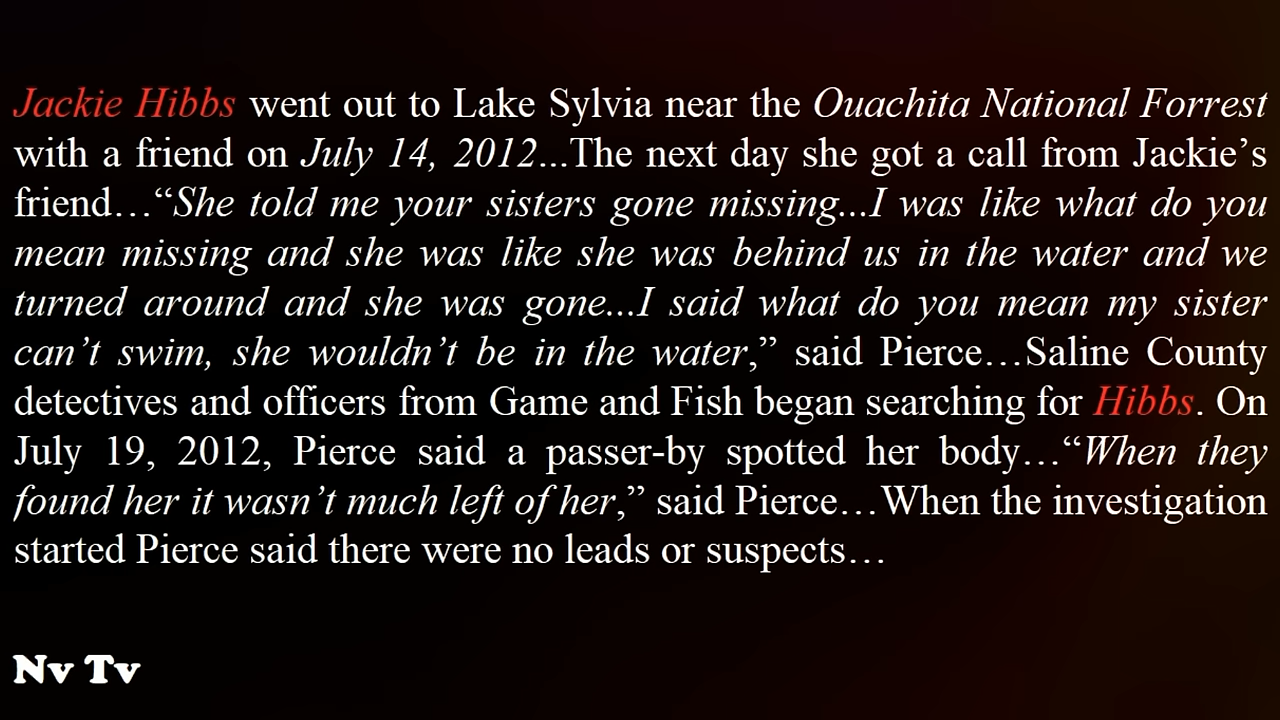 Jackie Hibbs went out to Lake Sylvia near the Ouachita National Forrest
with a friend on July 14, 2012...The next day she got a call from Jackie’s
friend…“She told me your sisters gone missing...I was like what do you
mean missing and she was like she was behind us in the water and we
turned around and she was gone...I said what do you mean my sister
can’t swim, she wouldn’t be in the water,” said Pierce…Saline County
detectives and officers from Game and Fish began searching for Hibbs. On
July 19, 2012, Pierce said a passer-by spotted her body…“When they
found her it wasn’t much left of her,” said Pierce…When the investigation
started Pierce said there were no leads or suspects…
Nv Tv